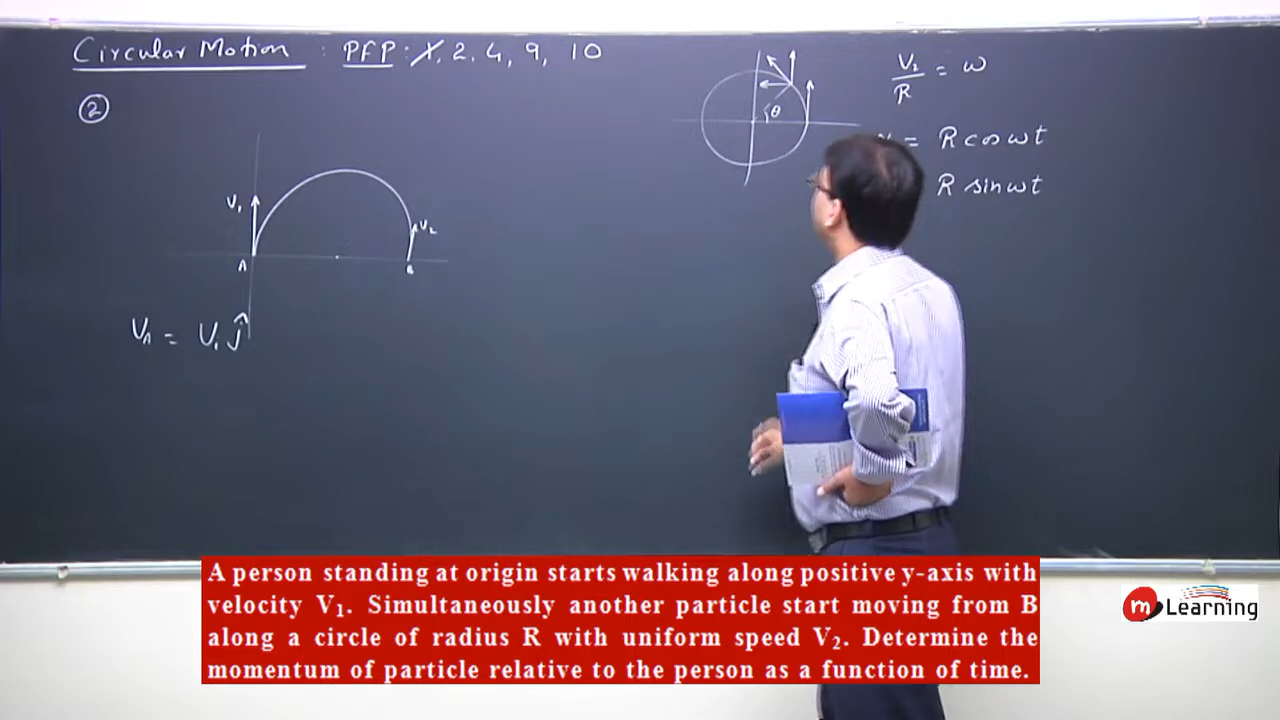 Circular Motion : PFP : 1, 2, 4, 9, 10
②
V₁
V₂
A
B
V_A = V₁ ĵ
θ
V₂/R = ω
= R cos ωt
R sin ωt
A person standing at origin starts walking along positive y-axis with
velocity V₁. Simultaneously another particle start moving from B
along a circle of radius R with uniform speed V₂. Determine the
momentum of particle relative to the person as a function of time.
m Learning